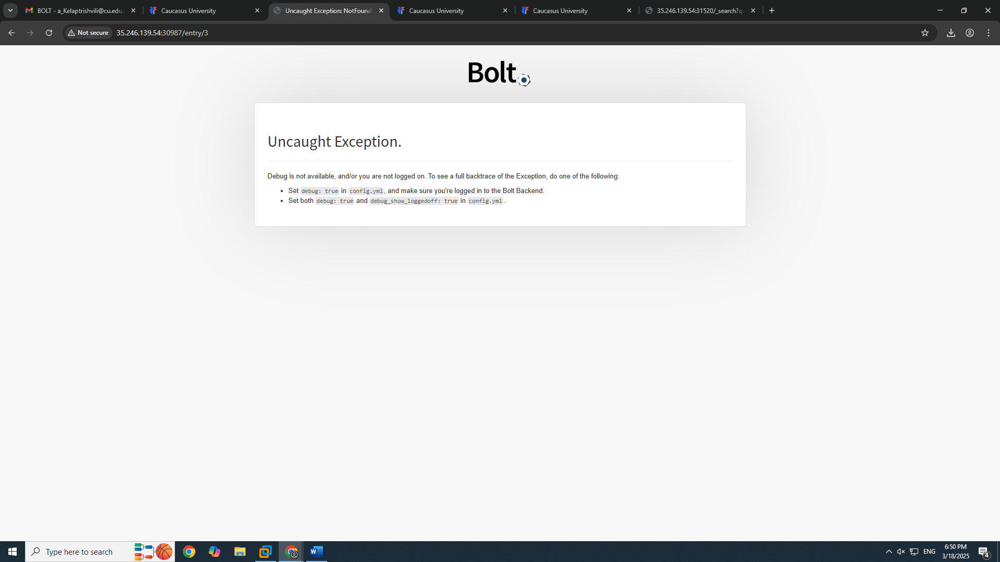 BOLT - a_Kelaptrishvili@cu.edu.
Caucasus University
Uncaught Exception: NotFound
Caucasus University
Caucasus University
35.246.139.54:31520/_search?q
Not secure
35.246.139.54:30987/entry/3
Bolt
Uncaught Exception.
Debug is not available, and/or you are not logged on. To see a full backtrace of the Exception, do one of the following:
• Set debug: true in config.yml, and make sure you're logged in to the Bolt Backend.
• Set both debug: true and debug_show_loggedoff: true in config.yml.
Type here to search
ENG
6:50 PM
3/18/2025
4